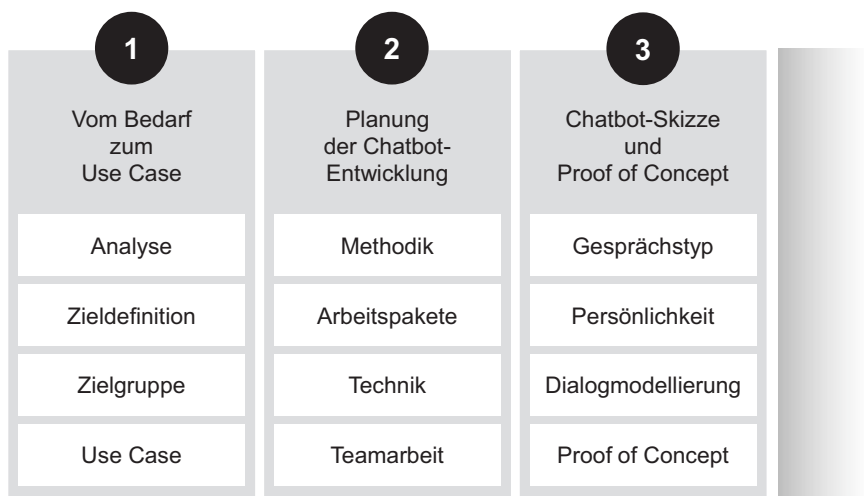 1
Vom Bedarf
zum
Use Case
Analyse
Zieldefinition
Zielgruppe
Use Case
2
Planung
der Chatbot-
Entwicklung
Methodik
Arbeitspakete
Technik
Teamarbeit
3
Chatbot-Skizze
und
Proof of Concept
Gesprächstyp
Persönlichkeit
Dialogmodellierung
Proof of Concept